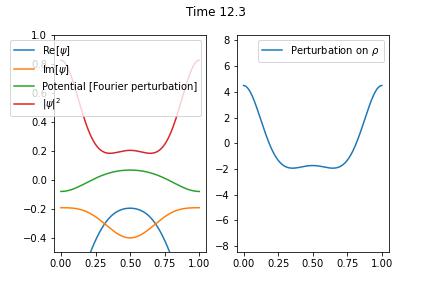 Time 12.3
Re[ψ]
Im[ψ]
Potential [Fourier perturbation]
|ψ|²
1.0
0.8
0.6
0.4
0.2
0.0
−0.2
−0.4
0.00 0.25 0.50 0.75 1.00
Perturbation on ρ
8
6
4
2
0
−2
−4
−6
−8
0.00 0.25 0.50 0.75 1.00